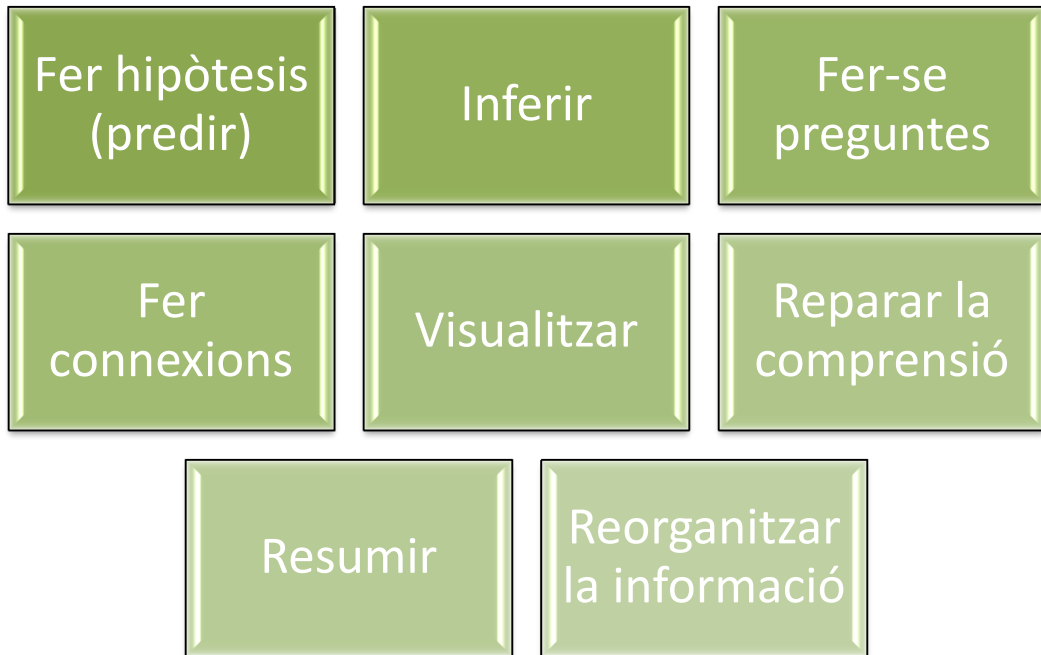 Fer hipòtesis
(predir)
Inferir
Fer-se
preguntes
Fer
connexions
Visualitzar
Reparar la
comprensió
Resumir
Reorganitzar
la informació